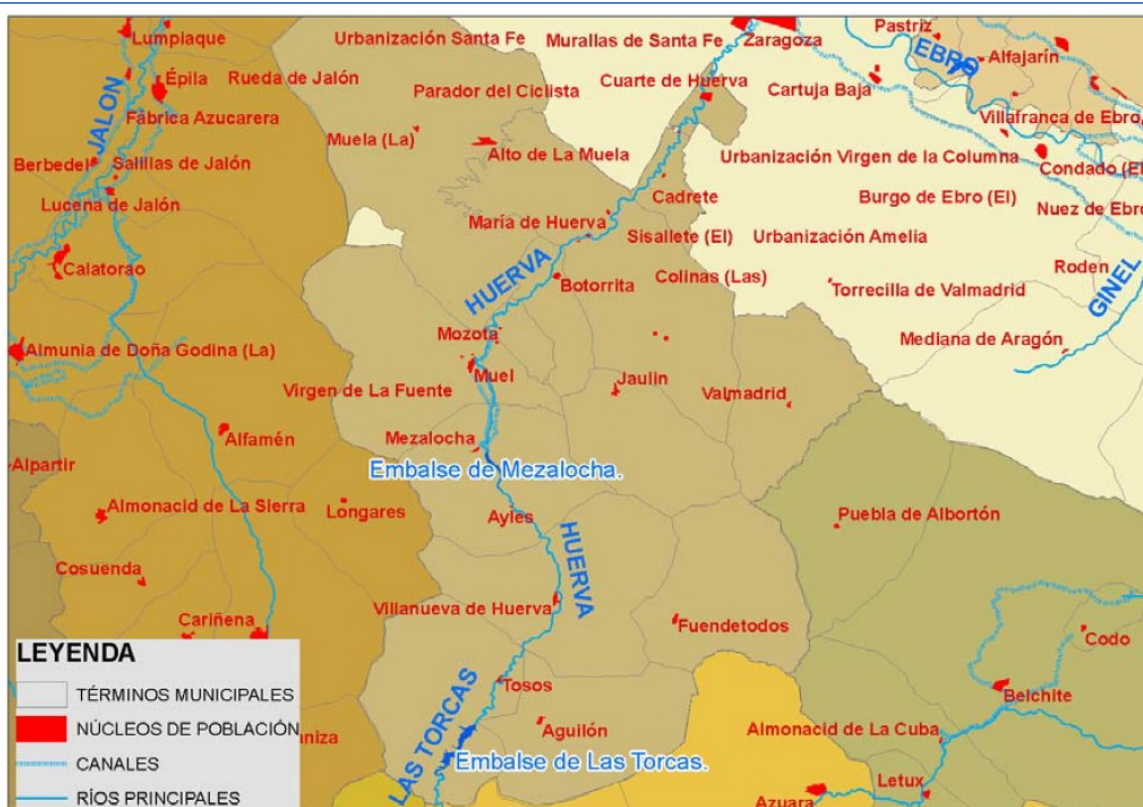 Lumpiaque
Urbanización Santa Fe
Murallas de Santa Fe
Zaragoza
Pastriz
EBRO
Alfajarín
Épila
Rueda de Jalón
Parador del Ciclista
Cuarte de Huerva
Cartuja Baja
JALON
Fábrica Azucarera
Villafranca de Ebro
Muela (La)
Alto de La Muela
Urbanización Virgen de la Columna
Berbedel
Salillas de Jalón
Condado (El
Lucena de Jalón
Cadrete
Burgo de Ebro (El)
Nuez de Ebro
María de Huerva
Sisallete (El)
Urbanización Amelia
Calatorao
HUERVA
Botorrita
Colinas (Las)
Roden
Torrecilla de Valmadrid
GINEL
Mozota
Mediana de Aragón
Almunia de Doña Godina (La)
Muel
Jaulin
Virgen de La Fuente
Valmadrid
Alfamén
Mezalocha
Alpartir
Embalse de Mezalocha.
Almonacid de La Sierra
Longares
Ayles
Puebla de Albortón
HUERVA
Cosuenda
Villanueva de Huerva
Cariñena
Fuendetodos
Codo
LEYENDA
TÉRMINOS MUNICIPALES
Tosos
Belchite
NÚCLEOS DE POBLACIÓN
aniza
LAS TORCAS
Aguilón
Almonacid de La Cuba
CANALES
Embalse de Las Torcas.
Letux
RÍOS PRINCIPALES
Azuara